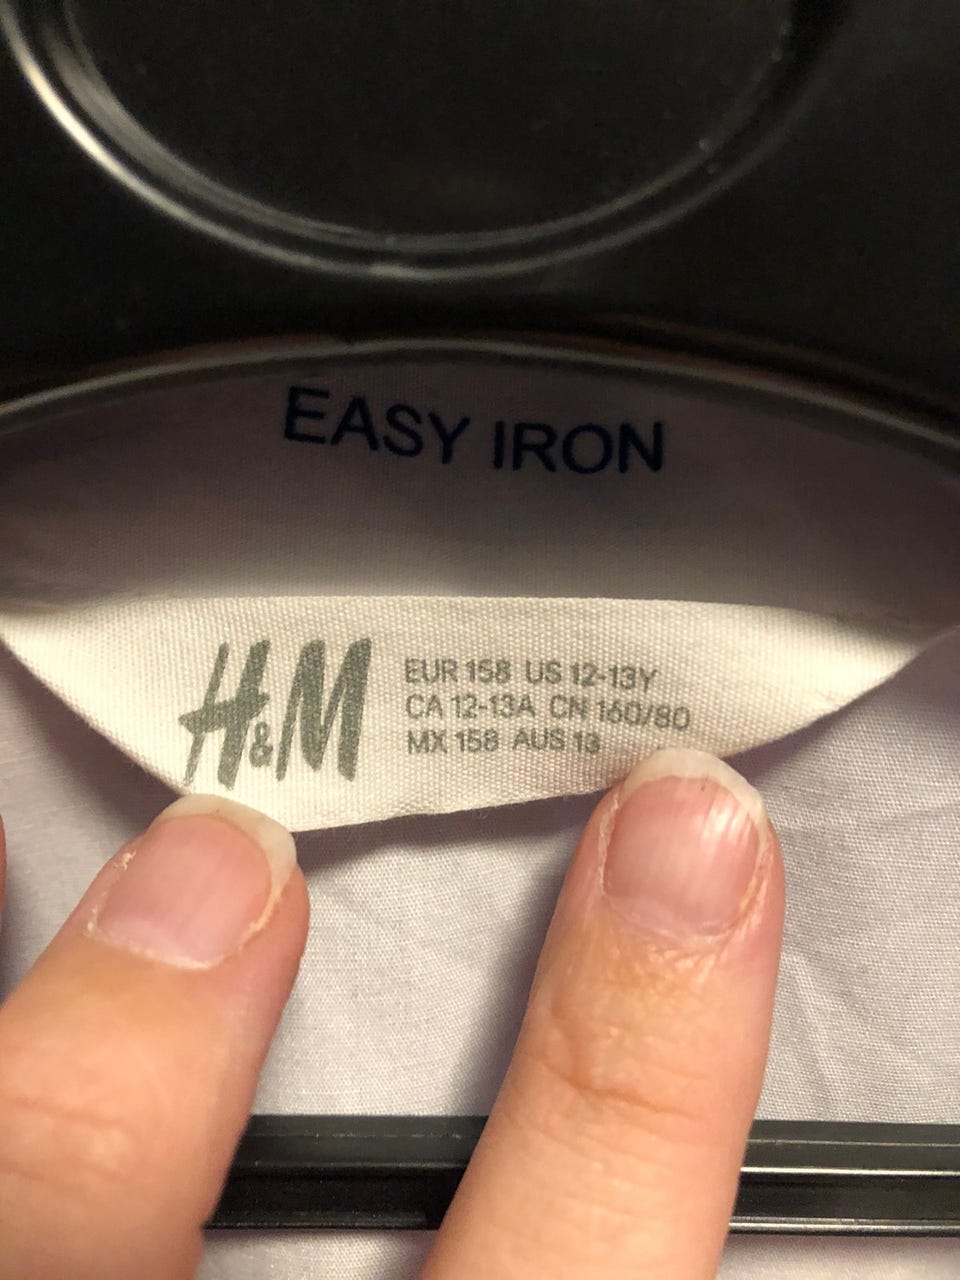 EASY IRON
H&M
EUR 158 US 12-13Y
CA 12-13A CN 160/80
MX 158 AUS 13